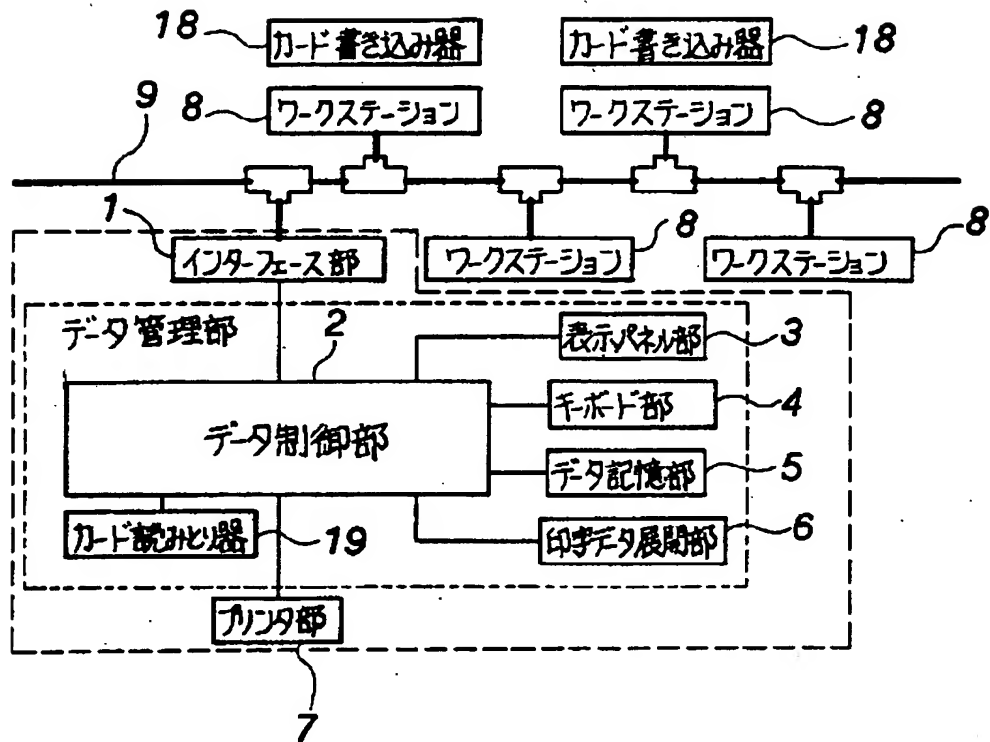 18 カード書き込み器 カード書き込み器 18
9 8 ワークステーション ワークステーション 8
1 インターフェース部 ワークステーション 8 ワークステーション 8
データ管理部 2 表示パネル部 3
キーボード部 4
データ制御部
データ記憶部 5
カード読みとり器 19 印字データ展開部 6
プリンタ部
7